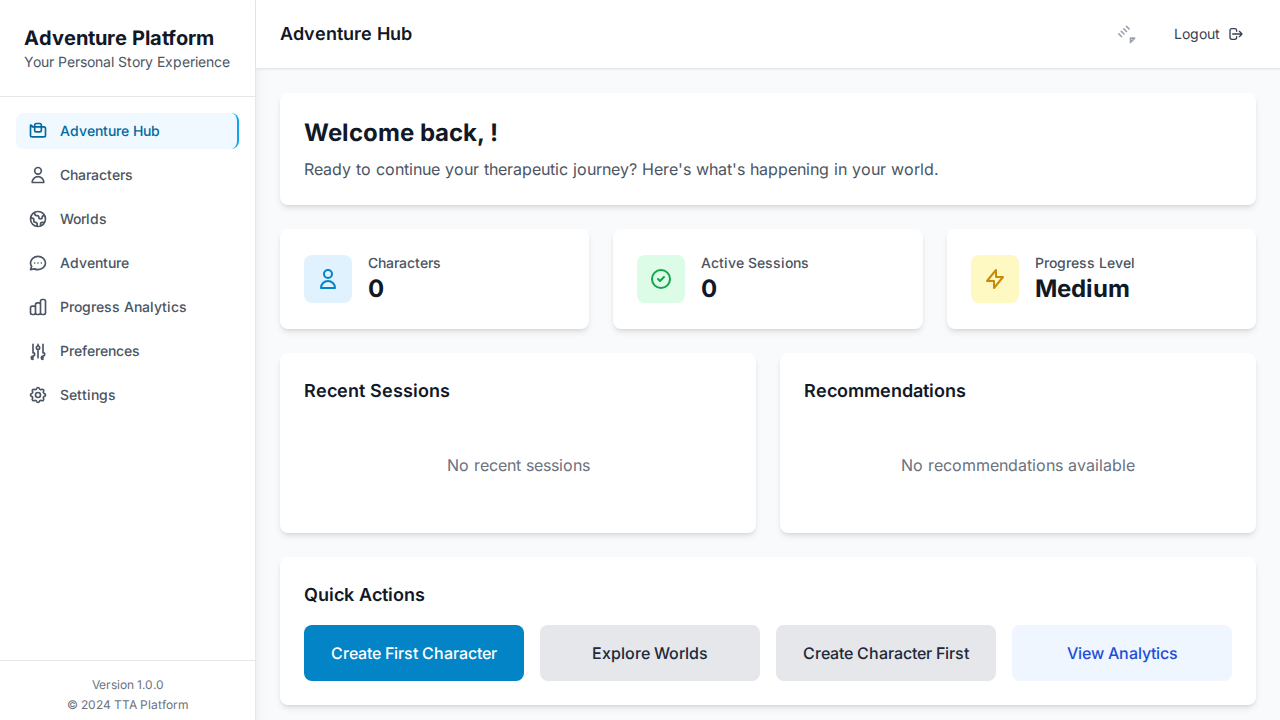 Adventure Platform
Your Personal Story Experience
Adventure Hub
Characters
Worlds
Adventure
Progress Analytics
Preferences
Settings
Version 1.0.0
© 2024 TTA Platform
Adventure Hub
Logout
Welcome back, !
Ready to continue your therapeutic journey? Here's what's happening in your world.
Characters
0
Active Sessions
0
Progress Level
Medium
Recent Sessions
No recent sessions
Recommendations
No recommendations available
Quick Actions
Create First Character
Explore Worlds
Create Character First
View Analytics